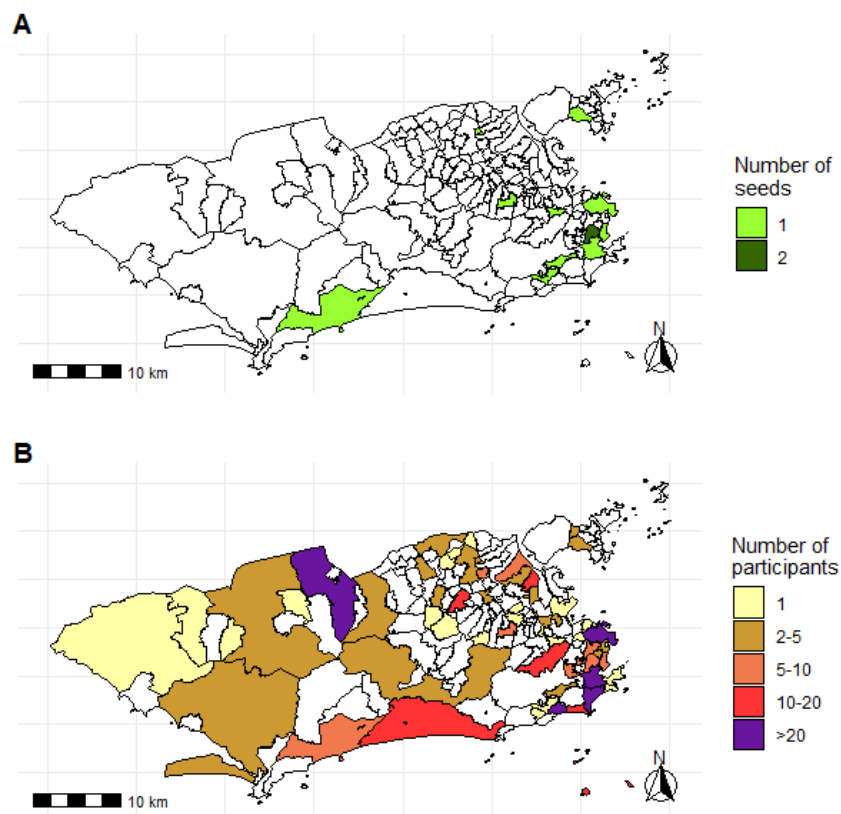 A
Number of
seeds
1
2
N
10 km
B
Number of
participants
1
2-5
5-10
10-20
>20
N
10 km